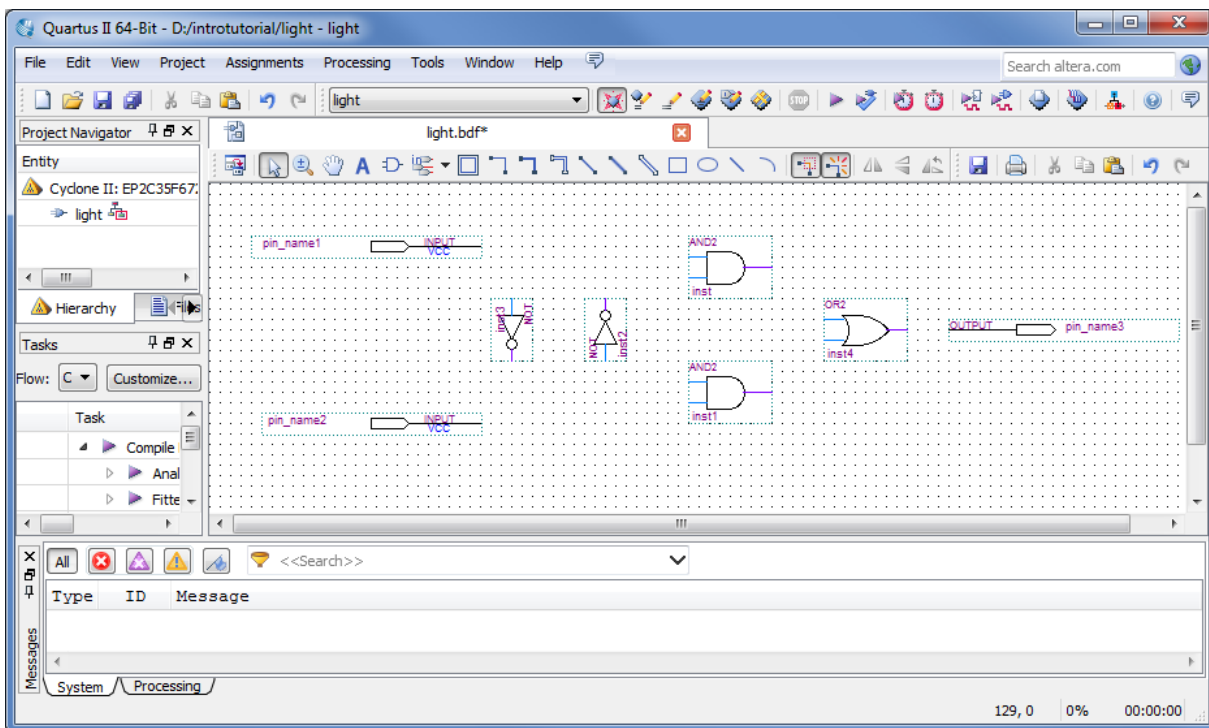 Quartus II 64-Bit - D:/introtutorial/light - light
File Edit View Project Assignments Processing Tools Window Help
Search altera.com
light
STOP
Project Navigator
light.bdf*
Entity
Cyclone II: EP2C35F67
light
Hierarchy
Tasks
Flow: C Customize...
Task
Compile
Anal
Fitte
pin_name1 INPUT
VCC
AND2
inst
inst3 NOT
NOT inst2
OR2
inst4
OUTPUT pin_name3
AND2
inst1
pin_name2 INPUT
VCC
All <<Search>>
Type ID Message
Messages
System Processing
129, 0 0% 00:00:00